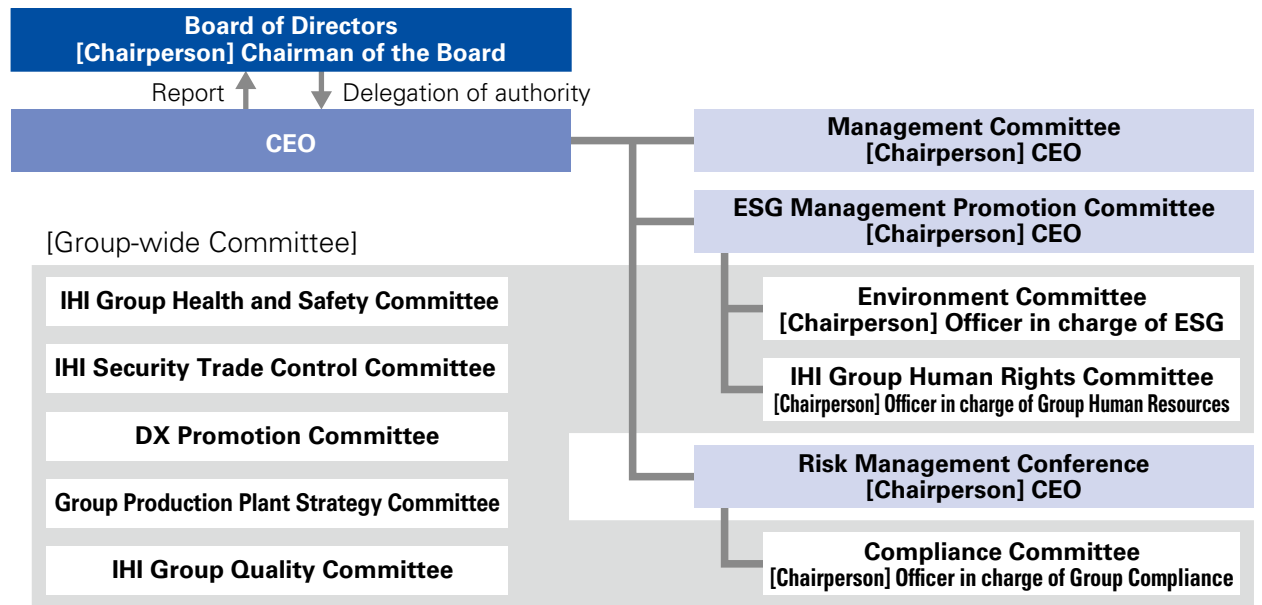 Board of Directors
[Chairperson] Chairman of the Board
Report
Delegation of authority
CEO
Management Committee
[Chairperson] CEO
ESG Management Promotion Committee
[Chairperson] CEO
[Group-wide Committee]
IHI Group Health and Safety Committee
IHI Security Trade Control Committee
DX Promotion Committee
Group Production Plant Strategy Committee
IHI Group Quality Committee
Environment Committee
[Chairperson] Officer in charge of ESG
IHI Group Human Rights Committee
[Chairperson] Officer in charge of Group Human Resources
Risk Management Conference
[Chairperson] CEO
Compliance Committee
[Chairperson] Officer in charge of Group Compliance